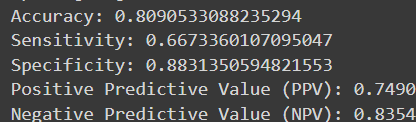 Accuracy: 0.8090533088235294
Sensitivity: 0.6673360107095047
Specificity: 0.8831350594821553
Positive Predictive Value (PPV): 0.7490
Negative Predictive Value (NPV): 0.8354